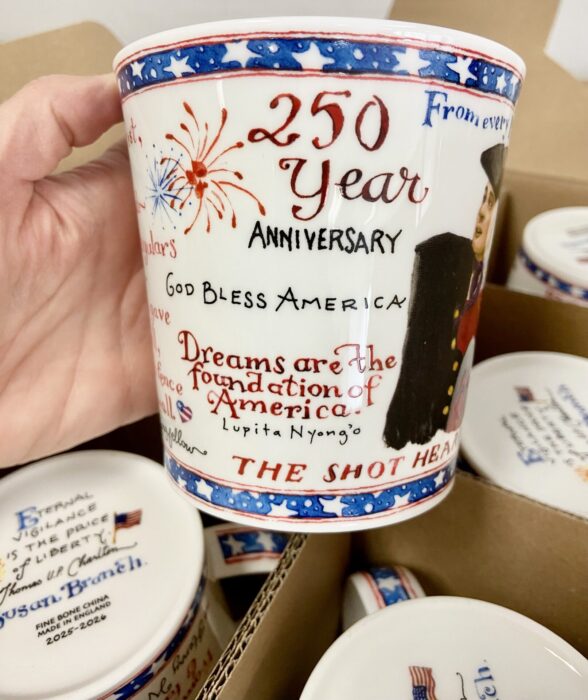 250
Year
ANNIVERSARY
GOD BLESS AMERICA
Dreams are the
foundation of
America.
Lupita Nyong'o
THE SHOT HEA
From every
ETERNAL
VIGILANCE
IS THE PRICE
OF LIBERTY.
Thomas U.P. Charlton
Susan Branch.
FINE BONE CHINA
MADE IN ENGLAND
2025-2026